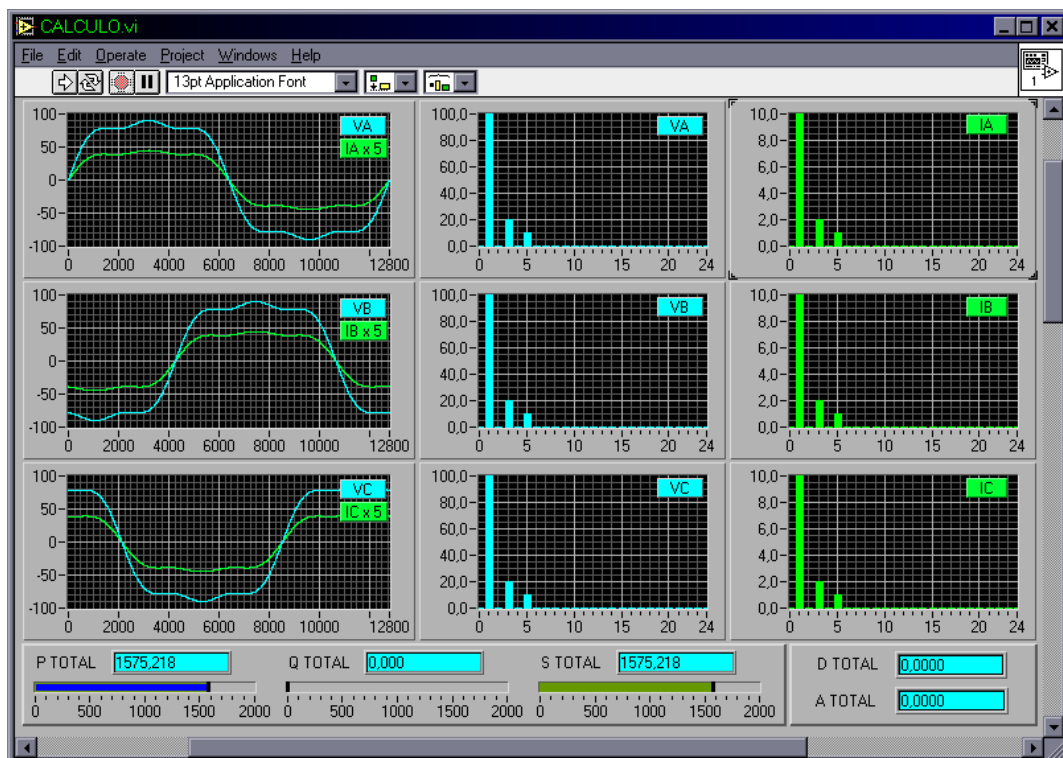 CALCULO.vi
File Edit Operate Project Windows Help
13pt Application Font
1
100
50
0
-50
-100
VA
IA x 5
0 2000 4000 6000 8000 10000 12800
100,0
80,0
60,0
40,0
20,0
0,0
VA
0 5 10 15 20 24
10,0
8,0
6,0
4,0
2,0
0,0
IA
0 5 10 15 20 24
100
50
0
-50
-100
VB
IB x 5
0 2000 4000 6000 8000 10000 12800
100,0
80,0
60,0
40,0
20,0
0,0
VB
0 5 10 15 20 24
10,0
8,0
6,0
4,0
2,0
0,0
IB
0 5 10 15 20 24
100
50
0
-50
-100
VC
IC x 5
0 2000 4000 6000 8000 10000 12800
100,0
80,0
60,0
40,0
20,0
0,0
VC
0 5 10 15 20 24
10,0
8,0
6,0
4,0
2,0
0,0
IC
0 5 10 15 20 24
P TOTAL 1575,218 Q TOTAL 0,000 S TOTAL 1575,218
0 500 1000 1500 2000
0 500 1000 1500 2000
0 500 1000 1500 2000
D TOTAL 0,0000
A TOTAL 0,0000